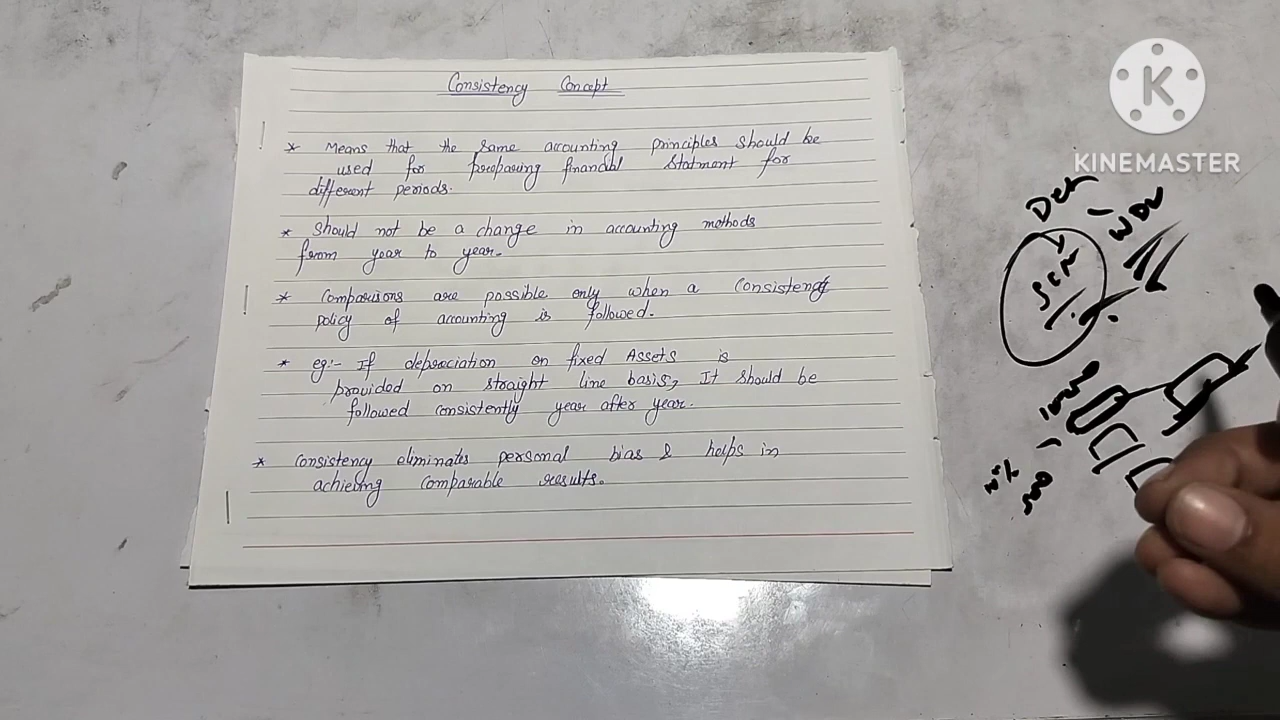 Consistency Concept
* Means that the same accounting principles should be
used for preparing financial statment for
different periods.
* Should not be a change in accounting methods
from year to year.
* Comparisions are possible only when a Consistency
policy of accounting is followed.
* eg:- If depreciation on fixed Assets is
provided on straight line basis, It should be
followed consistently year after year.
* Consistency eliminates personal bias & helps in
achieving comparable results.
K
KINEMASTER
WDV
10%